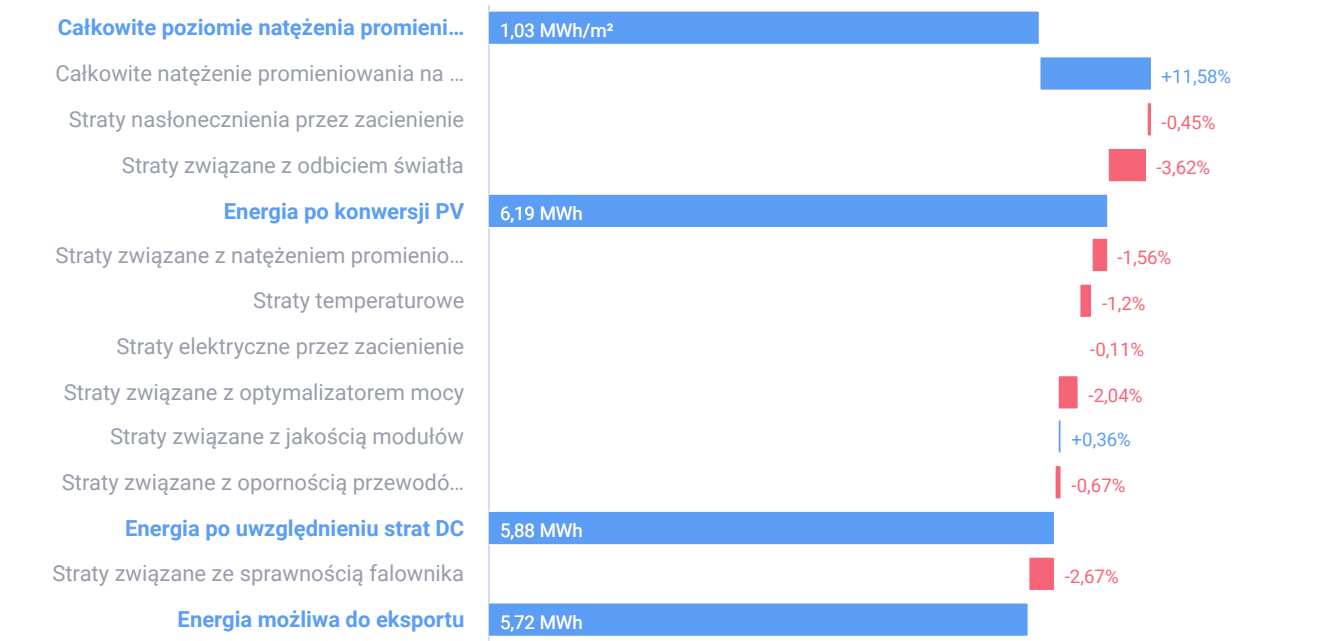 Całkowite poziomie natężenia promieni… 1,03 MWh/m²
Całkowite natężenie promieniowania na … +11,58%
Straty nasłonecznienia przez zacienienie -0,45%
Straty związane z odbiciem światła -3,62%
Energia po konwersji PV 6,19 MWh
Straty związane z natężeniem promienio… -1,56%
Straty temperaturowe -1,2%
Straty elektryczne przez zacienienie -0,11%
Straty związane z optymalizatorem mocy -2,04%
Straty związane z jakością modułów +0,36%
Straty związane z opornością przewodó… -0,67%
Energia po uwzględnieniu strat DC 5,88 MWh
Straty związane ze sprawnością falownika -2,67%
Energia możliwa do eksportu 5,72 MWh